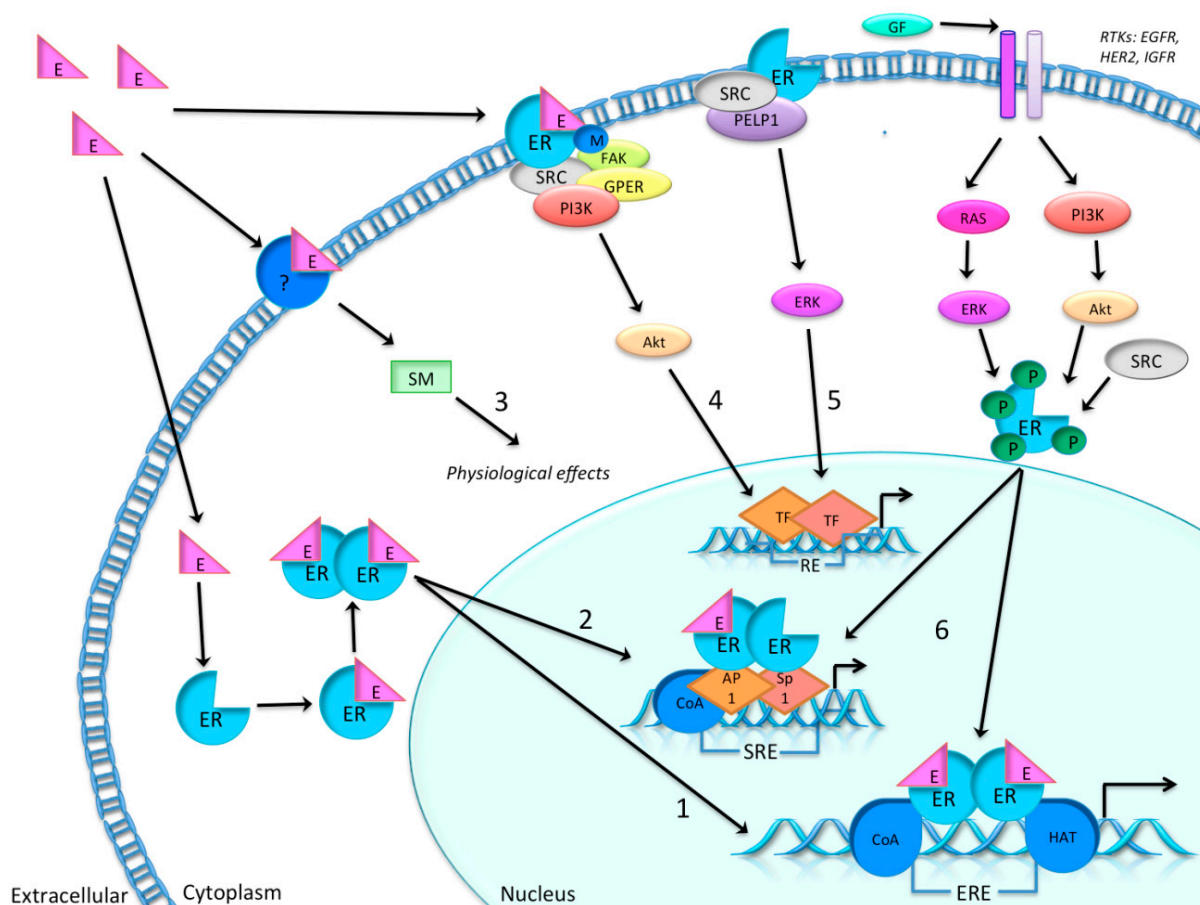 GF
RTKs: EGFR,
HER2, IGFR
E
E
E
ER
SRC
PELP1
E
ER
M
FAK
SRC
GPER
PI3K
RAS
PI3K
E
?
ERK
ERK
Akt
Akt
SRC
SM
3
4
5
P
P
ER
P
P
Physiological effects
TF
TF
RE
E
E
E
ER
ER
2
6
E
ER
AP
1
Sp
1
CoA
SRE
E
ER
ER
E
ER
1
E
E
ER
ER
CoA
HAT
ERE
Extracellular
Cytoplasm
Nucleus